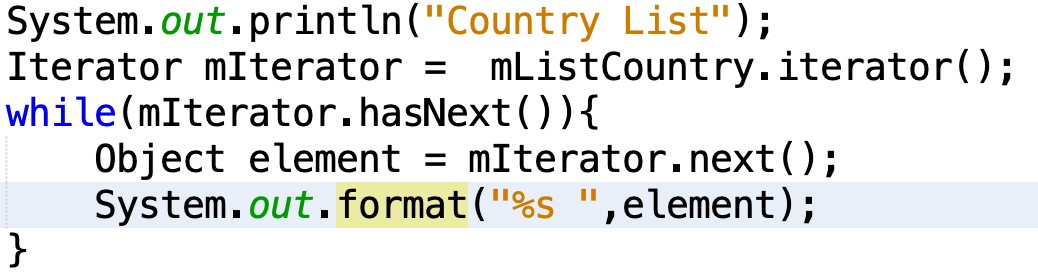 System.out.println("Country List");
Iterator mIterator =  mListCountry.iterator();
while(mIterator.hasNext()){
    Object element = mIterator.next();
    System.out.format("%s ",element);
}